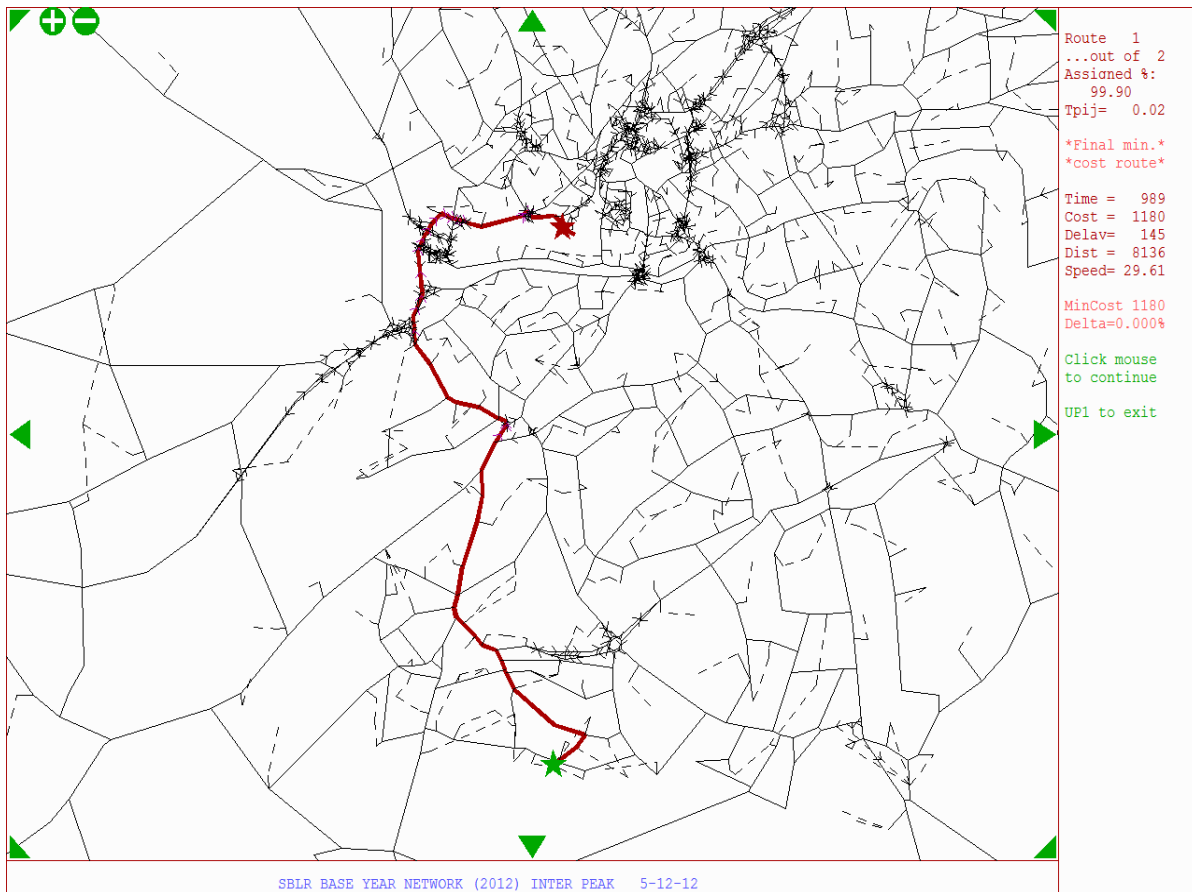 Route 1
...out of 2
Assigned %:
99.90
Tpij= 0.02
*Final min.*
*cost route*
Time = 989
Cost = 1180
Delay= 145
Dist = 8136
Speed= 29.61
MinCost 1180
Delta=0.000%
Click mouse
to continue
UP1 to exit
SBLR BASE YEAR NETWORK (2012) INTER PEAK 5-12-12